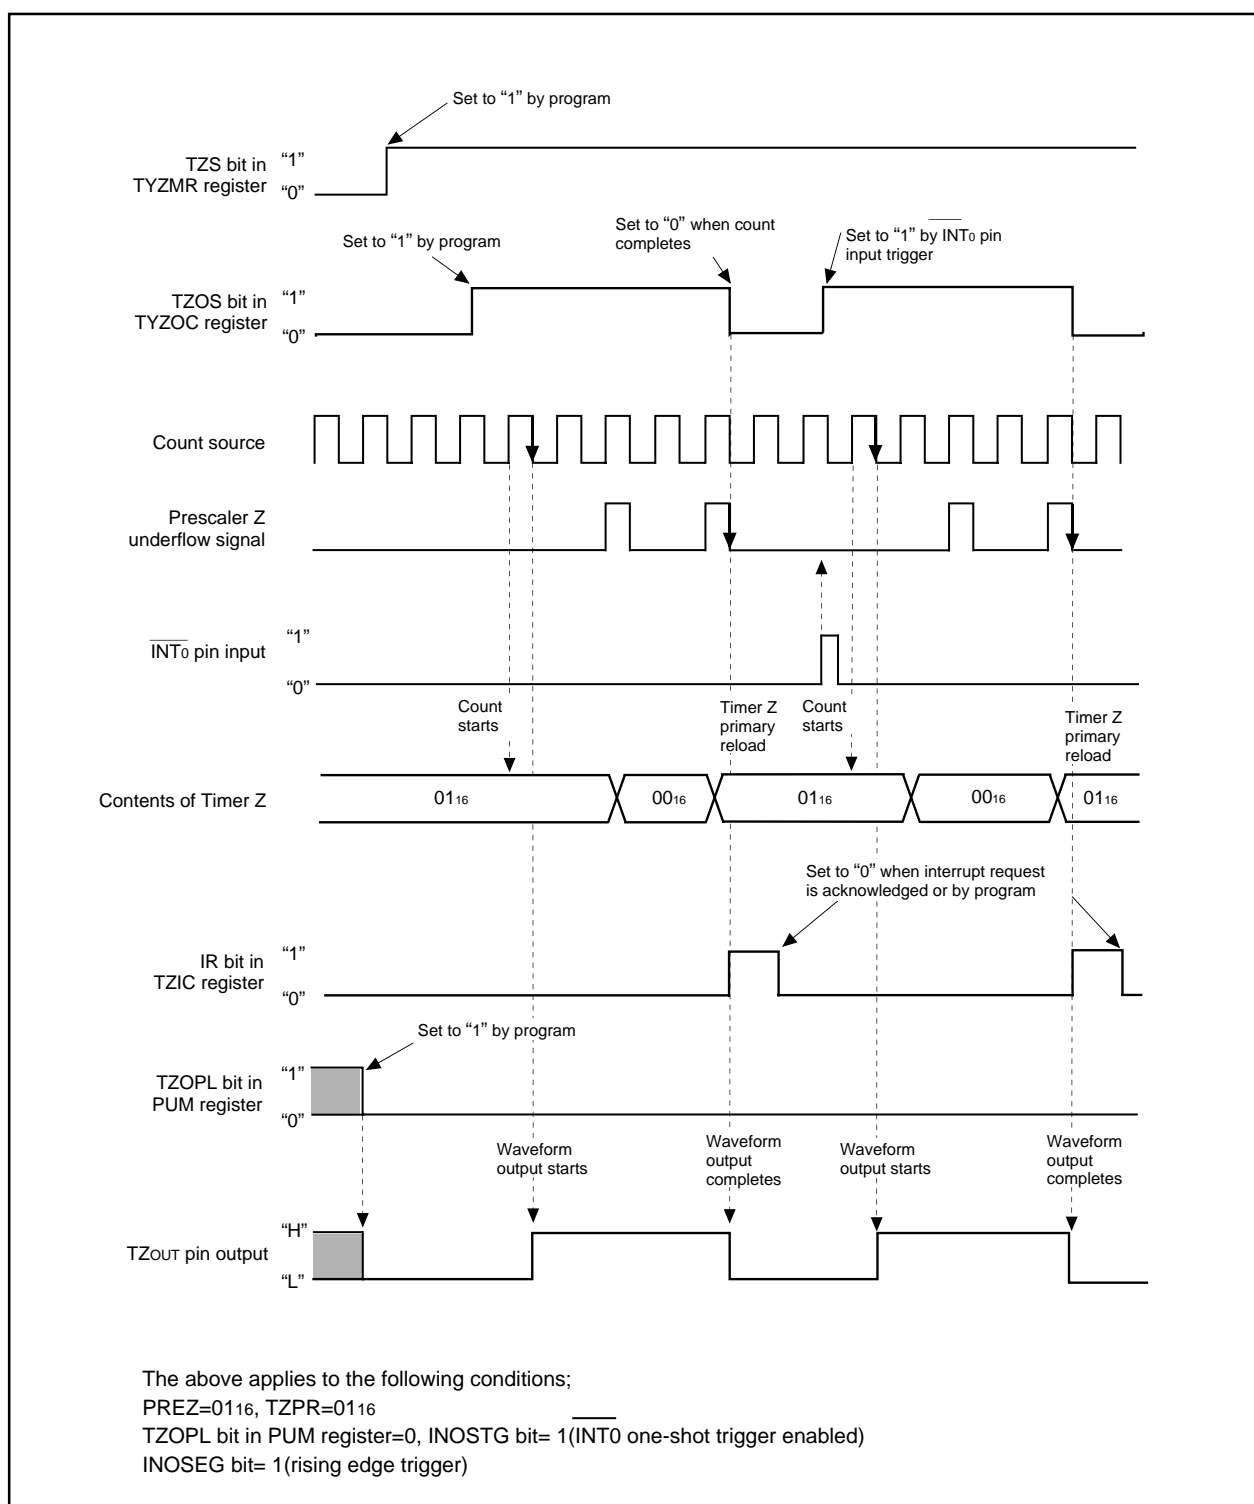 Set to “1” by program
TZS bit in
TYZMR register
“1”
“0”
Set to “1” by program
Set to “0” when count
completes
Set to “1” by INT0 pin
input trigger
TZOS bit in
TYZOC register
“1”
“0”
Count source
Prescaler Z
underflow signal
INT0 pin input
“1”
“0”
Count
starts
Timer Z
primary
reload
Count
starts
Timer Z
primary
reload
Contents of Timer Z
0116
0016
0116
0016
0116
Set to “0” when interrupt request
is acknowledged or by program
IR bit in
TZIC register
“1”
“0”
Set to “1” by program
TZOPL bit in
PUM register
“1”
“0”
Waveform
output starts
Waveform
output
completes
Waveform
output starts
Waveform
output
completes
TZOUT pin output
“H”
“L”
The above applies to the following conditions;
PREZ=0116, TZPR=0116
TZOPL bit in PUM register=0, INOSTG bit= 1(INT0 one-shot trigger enabled)
INOSEG bit= 1(rising edge trigger)